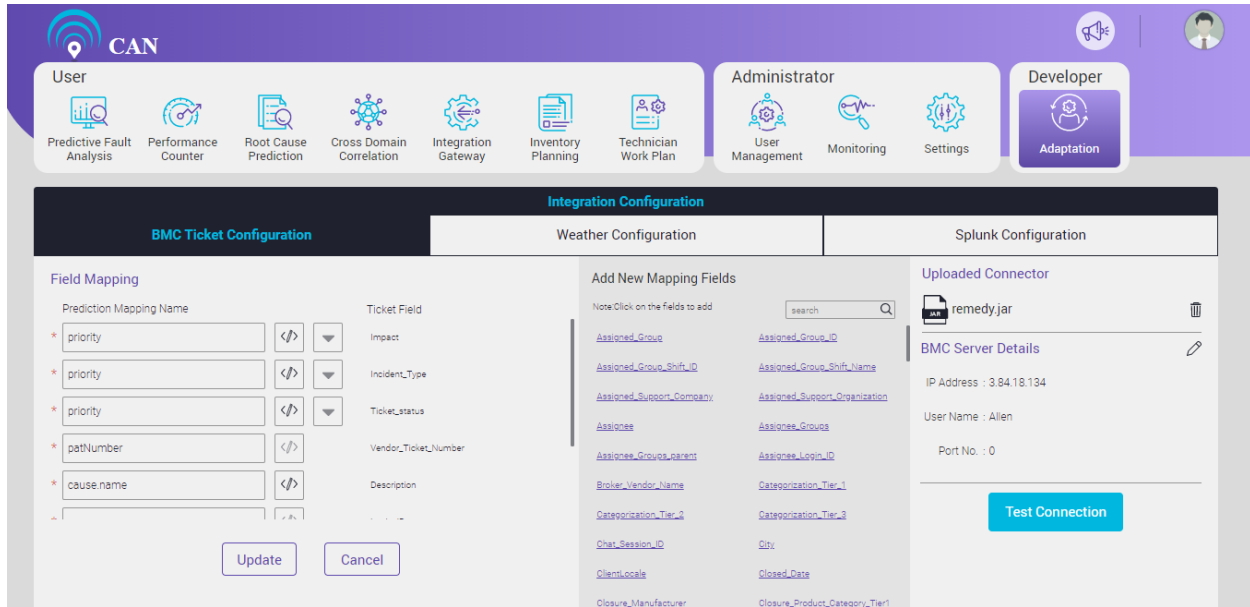 CAN
User
Administrator
Developer
Predictive Fault Analysis
Performance Counter
Root Cause Prediction
Cross Domain Correlation
Integration Gateway
Inventory Planning
Technician Work Plan
User Management
Monitoring
Settings
Adaptation
Integration Configuration
BMC Ticket Configuration
Weather Configuration
Splunk Configuration
Field Mapping
Prediction Mapping Name
Ticket Field
* priority </> Impact
* priority </> Incident_Type
* priority </> Ticket_status
* patNumber </> Vendor_Ticket_Number
* cause.name </> Description
Update
Cancel
Add New Mapping Fields
Note:Click on the fields to add
search
Assigned_Group
Assigned_Group_ID
Assigned_Group_Shift_ID
Assigned_Group_Shift_Name
Assigned_Support_Company
Assigned_Support_Organization
Assignee
Assignee_Groups
Assignee_Groups_parent
Assignee_Login_ID
Broker_Vendor_Name
Categorization_Tier_1
Categorization_Tier_2
Categorization_Tier_3
Chat_Session_ID
City
ClientLocale
Closed_Date
Closure_Manufacturer
Closure_Product_Category_Tier1
Uploaded Connector
JAR
remedy.jar
BMC Server Details
IP Address : 3.84.18.134
User Name : Allen
Port No. : 0
Test Connection